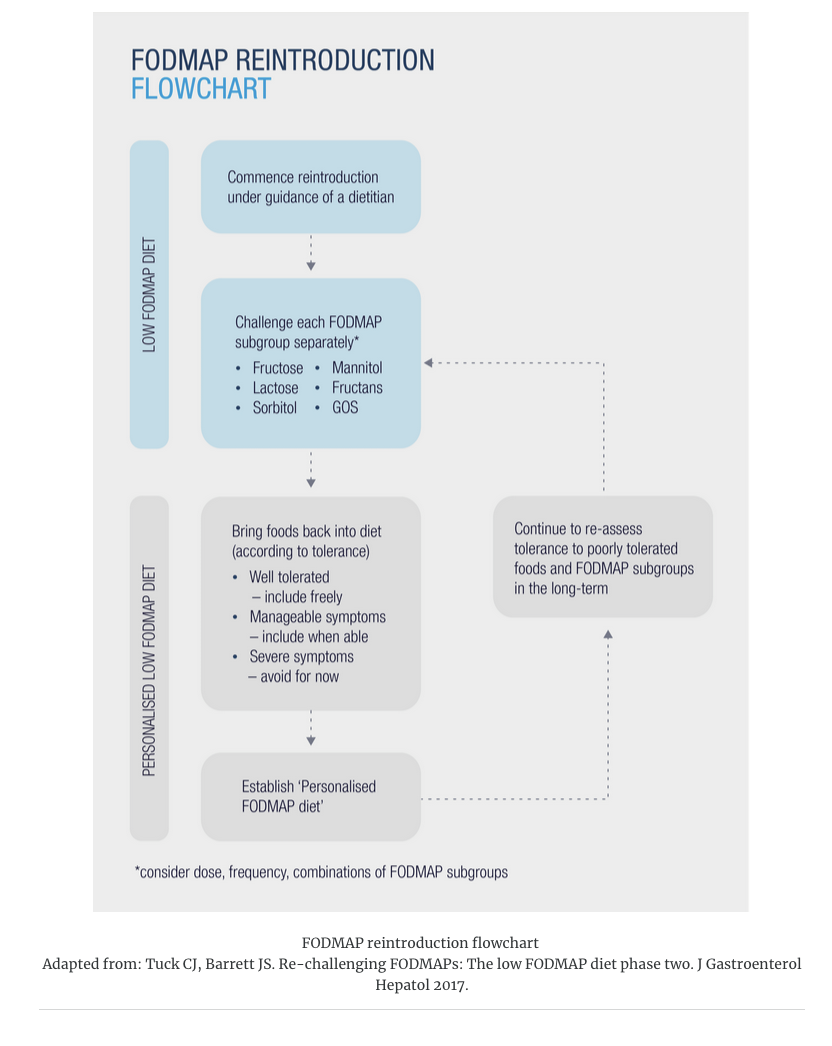 FODMAP REINTRODUCTION
FLOWCHART
LOW FODMAP DIET
Commence reintroduction
under guidance of a dietitian
Challenge each FODMAP
subgroup separately*
• Fructose • Mannitol
• Lactose • Fructans
• Sorbitol • GOS
PERSONALISED LOW FODMAP DIET
Bring foods back into diet
(according to tolerance)
• Well tolerated
– include freely
• Manageable symptoms
– include when able
• Severe symptoms
– avoid for now
Continue to re-assess
tolerance to poorly tolerated
foods and FODMAP subgroups
in the long-term
Establish ‘Personalised
FODMAP diet’
*consider dose, frequency, combinations of FODMAP subgroups
FODMAP reintroduction flowchart
Adapted from: Tuck CJ, Barrett JS. Re-challenging FODMAPs: The low FODMAP diet phase two. J Gastroenterol
Hepatol 2017.